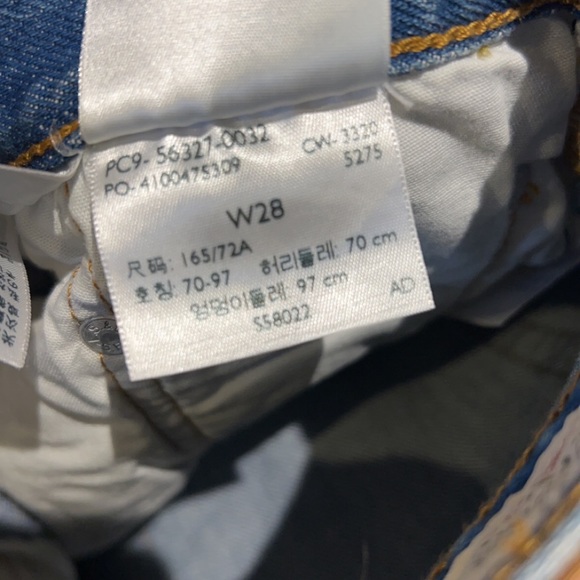 PC9- 56327-0032 CW- 3320
PO- 4100475309 5275
W28
尺码: 165/72A
호칭: 70-97 허리둘레: 70 cm
엉덩이둘레: 97 cm
S58022 AD